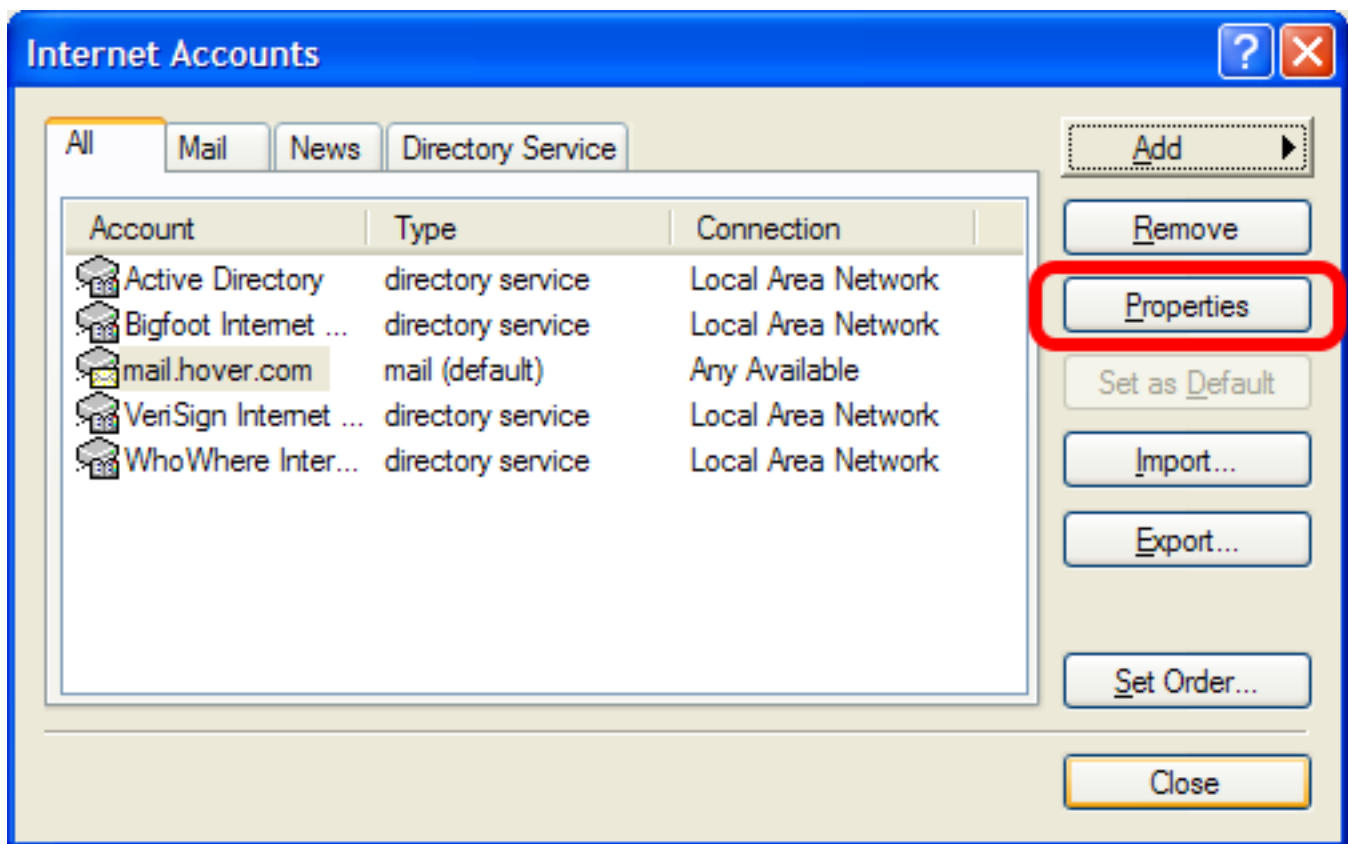 Internet Accounts
?
All Mail News Directory Service
Add
Account Type Connection
Remove
Active Directory directory service Local Area Network
Properties
Bigfoot Internet ... directory service Local Area Network
mail.hover.com mail (default) Any Available
Set as Default
VeriSign Internet ... directory service Local Area Network
WhoWhere Inter... directory service Local Area Network
Import...
Export...
Set Order...
Close